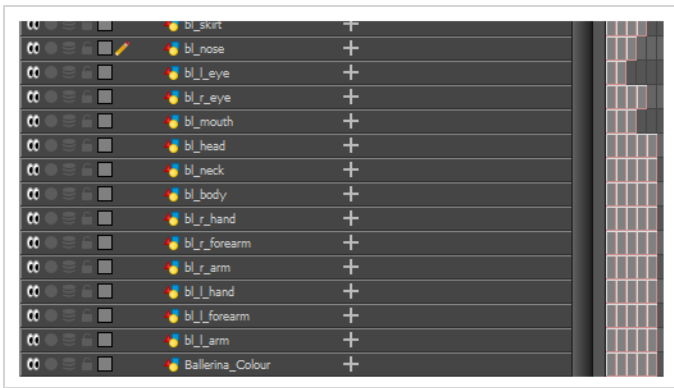 bl_skirt
bl_nose
bl_l_eye
bl_r_eye
bl_mouth
bl_head
bl_neck
bl_body
bl_r_hand
bl_r_forearm
bl_r_arm
bl_l_hand
bl_l_forearm
bl_l_arm
Ballerina_Colour